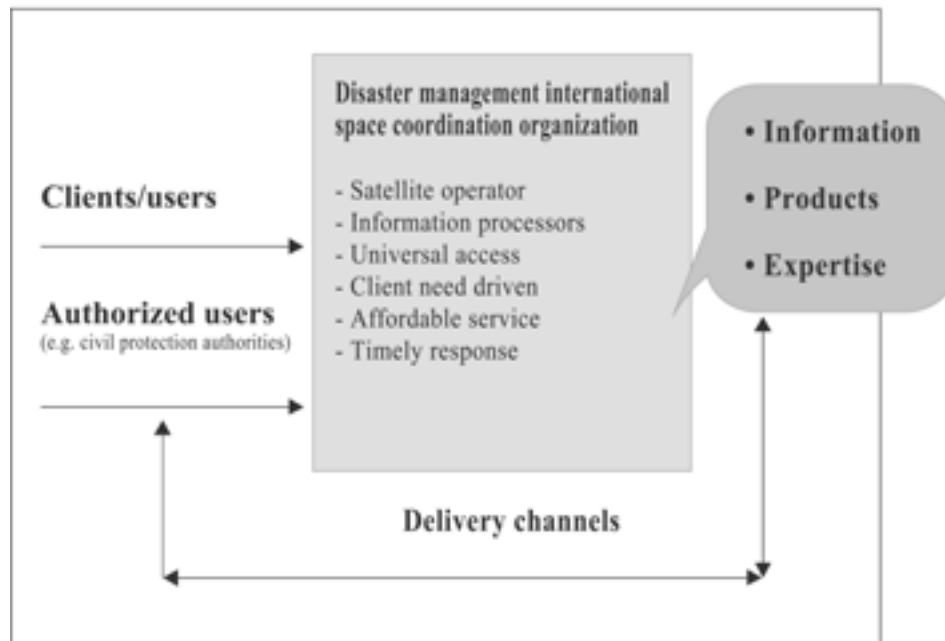 Disaster management international
space coordination organization
- Satellite operator
- Information processors
- Universal access
- Client need driven
- Affordable service
- Timely response
Clients/users
Authorized users
(e.g. civil protection authorities)
• Information
• Products
• Expertise
Delivery channels